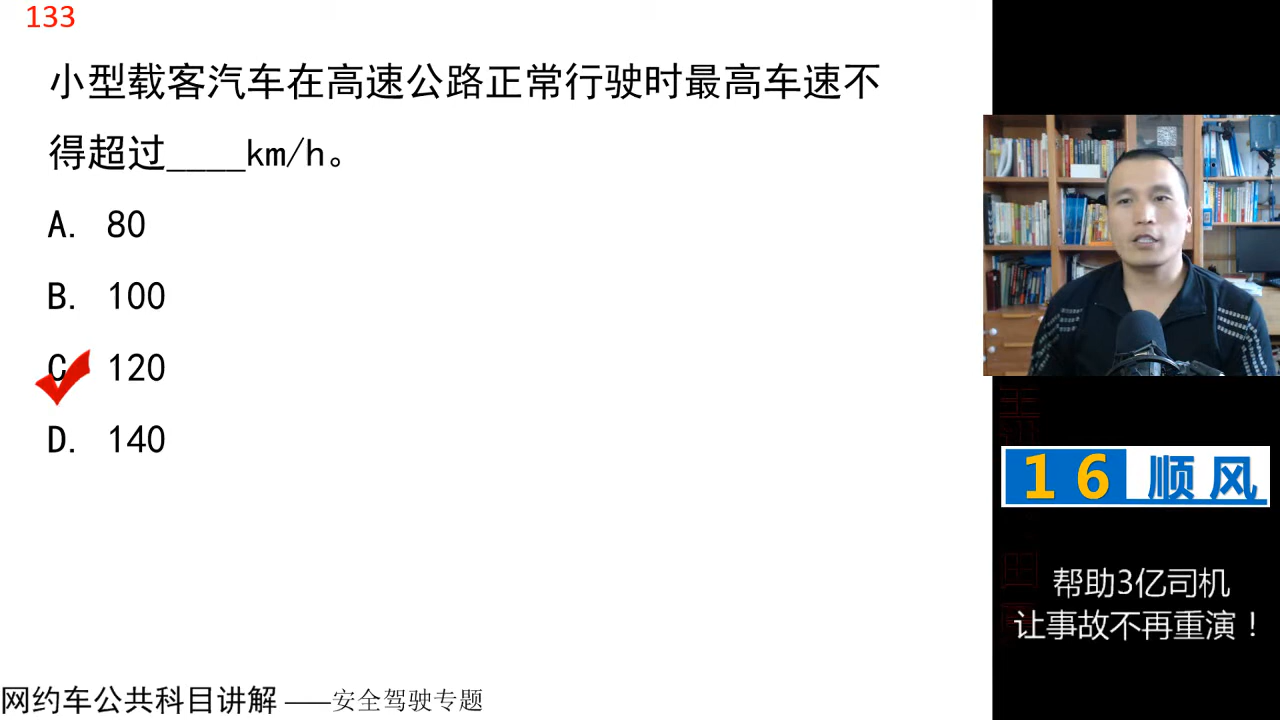 133
小型载客汽车在高速公路正常行驶时最高车速不
得超过____km/h。
A. 80
B. 100
C 120
D. 140
16顺风
帮助3亿司机
让事故不再重演！
网约车公共科目讲解 ——安全驾驶专题